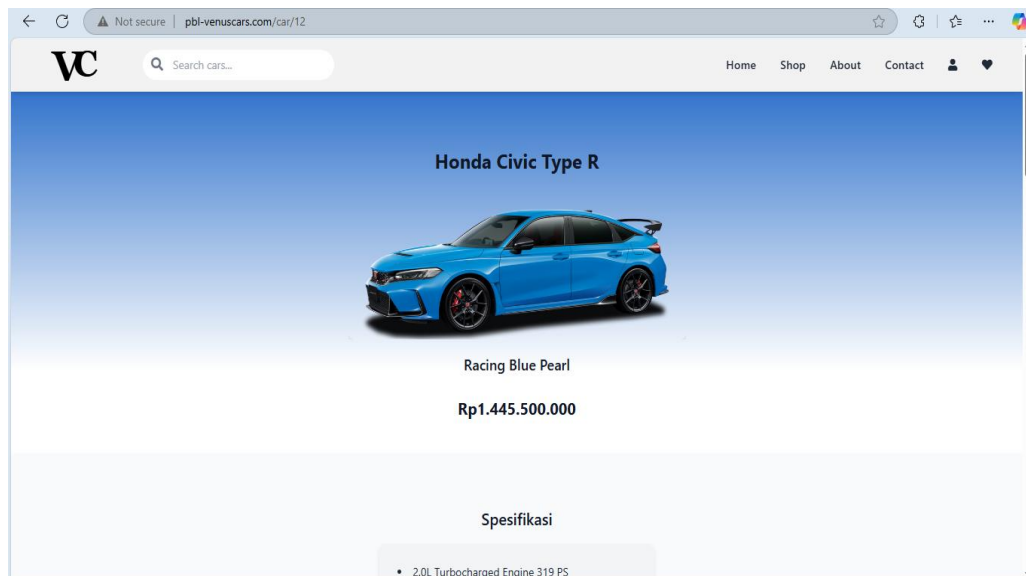 Not secure | pbl-venuscars.com/car/12
VC Search cars... Home Shop About Contact
Honda Civic Type R
Racing Blue Pearl
Rp1.445.500.000
Spesifikasi
• 2.0L Turbocharged Engine 319 PS